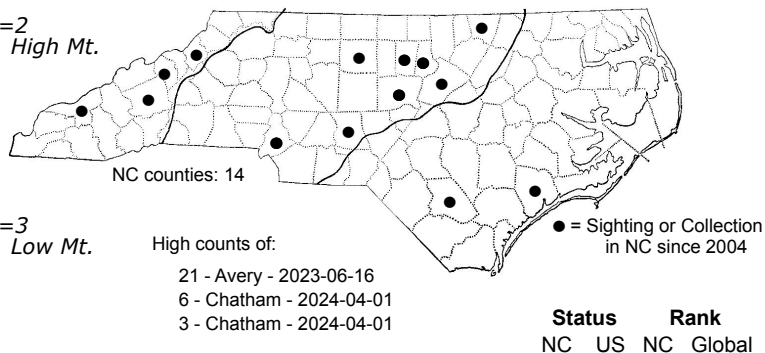 =2
High Mt.
NC counties: 14
=3
Low Mt.
High counts of:
21 - Avery - 2023-06-16
6 - Chatham - 2024-04-01
3 - Chatham - 2024-04-01
● = Sighting or Collection
in NC since 2004
Status Rank
NC US NC Global